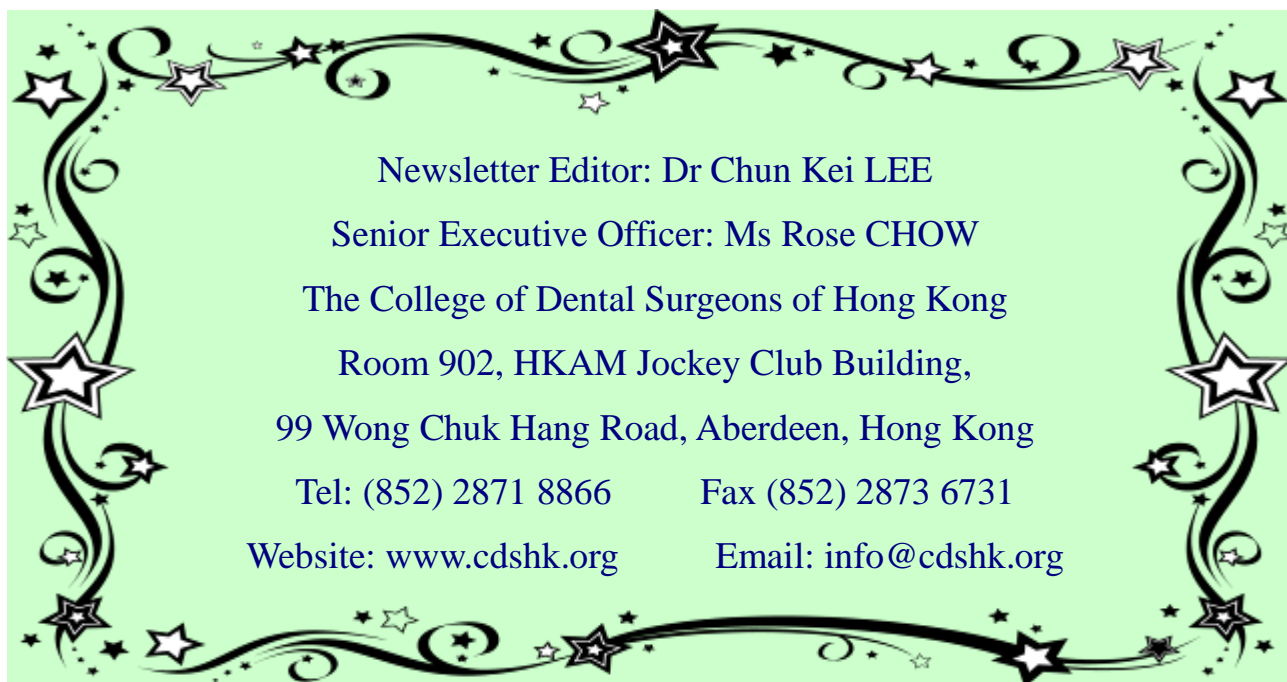 Newsletter Editor: Dr Chun Kei LEE
Senior Executive Officer: Ms Rose CHOW
The College of Dental Surgeons of Hong Kong
Room 902, HKAM Jockey Club Building,
99 Wong Chuk Hang Road, Aberdeen, Hong Kong
Tel: (852) 2871 8866 Fax (852) 2873 6731
Website: www.cdshk.org Email: info@cdshk.org